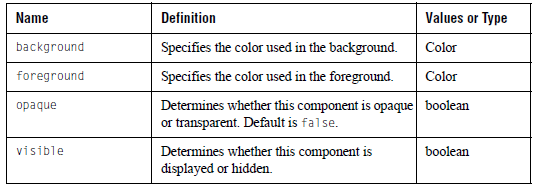 Name Definition Values or Type
background Specifies the color used in the background. Color
foreground Specifies the color used in the foreground. Color
opaque Determines whether this component is opaque boolean
or transparent. Default is false.
visible Determines whether this component is boolean
displayed or hidden.